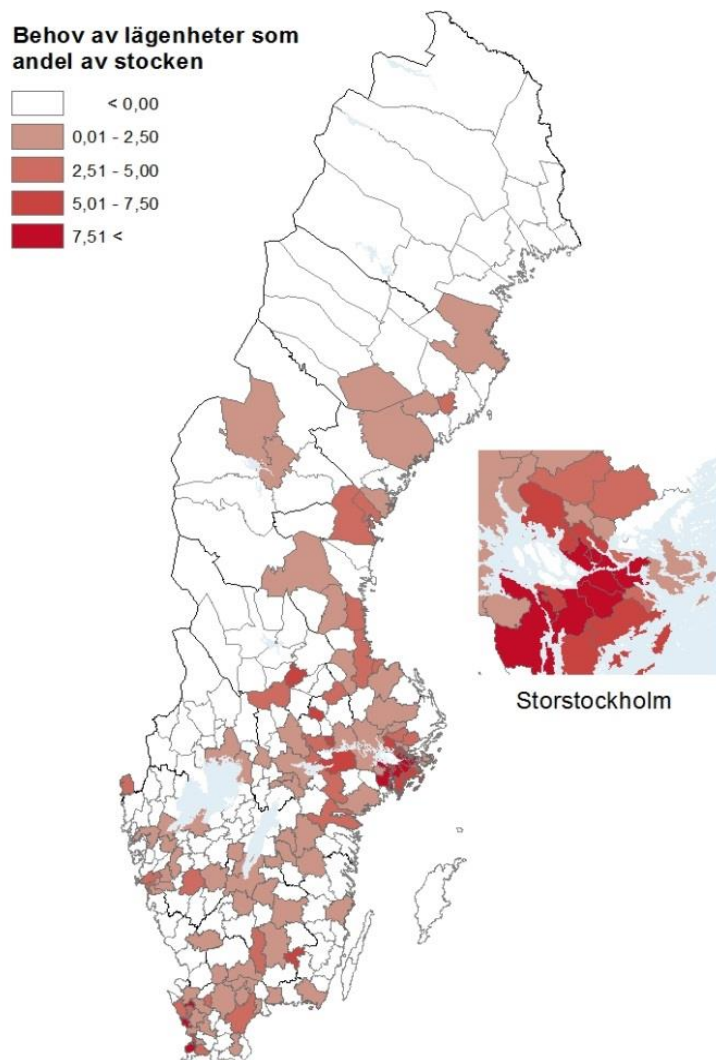 Behov av lägenheter som
andel av stocken
< 0,00
0,01 - 2,50
2,51 - 5,00
5,01 - 7,50
7,51 <
Storstockholm